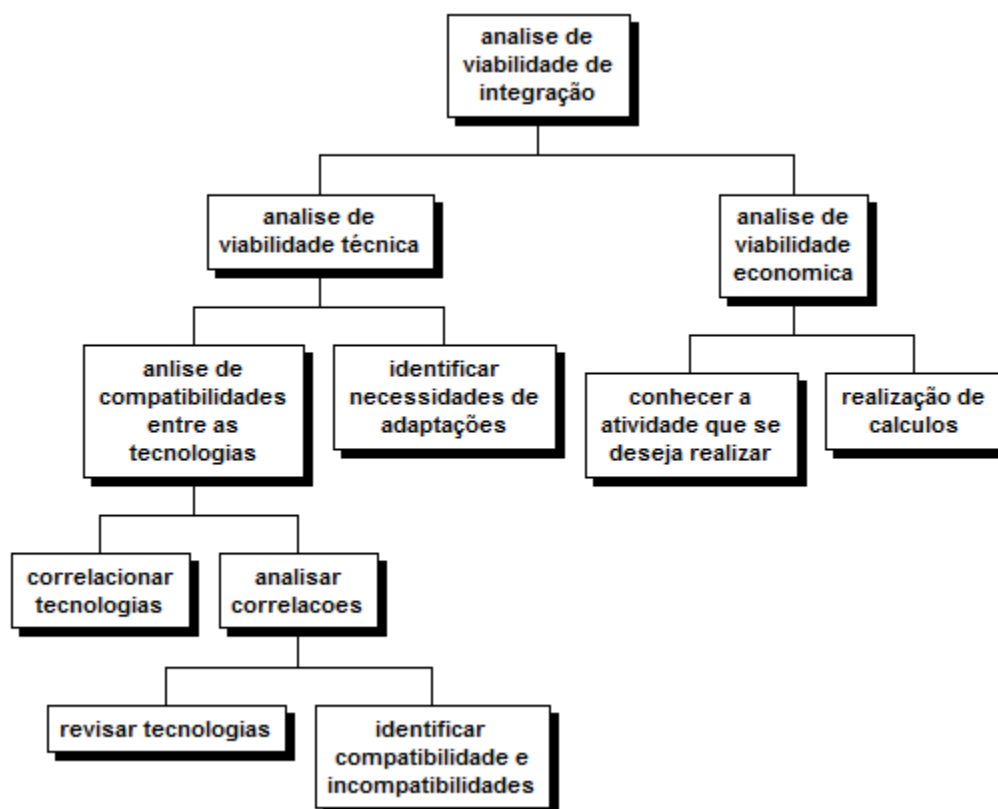 analise de
viabilidade de
integração
analise de
viabilidade técnica
analise de
viabilidade
economica
anlise de
compatibilidades
entre as
tecnologias
identificar
necessidades de
adaptações
conhecer a
atividade que se
deseja realizar
realização de
calculos
correlacionar
tecnologias
analisar
correlacoes
revisar tecnologias
identificar
compatibilidade e
incompatibilidades